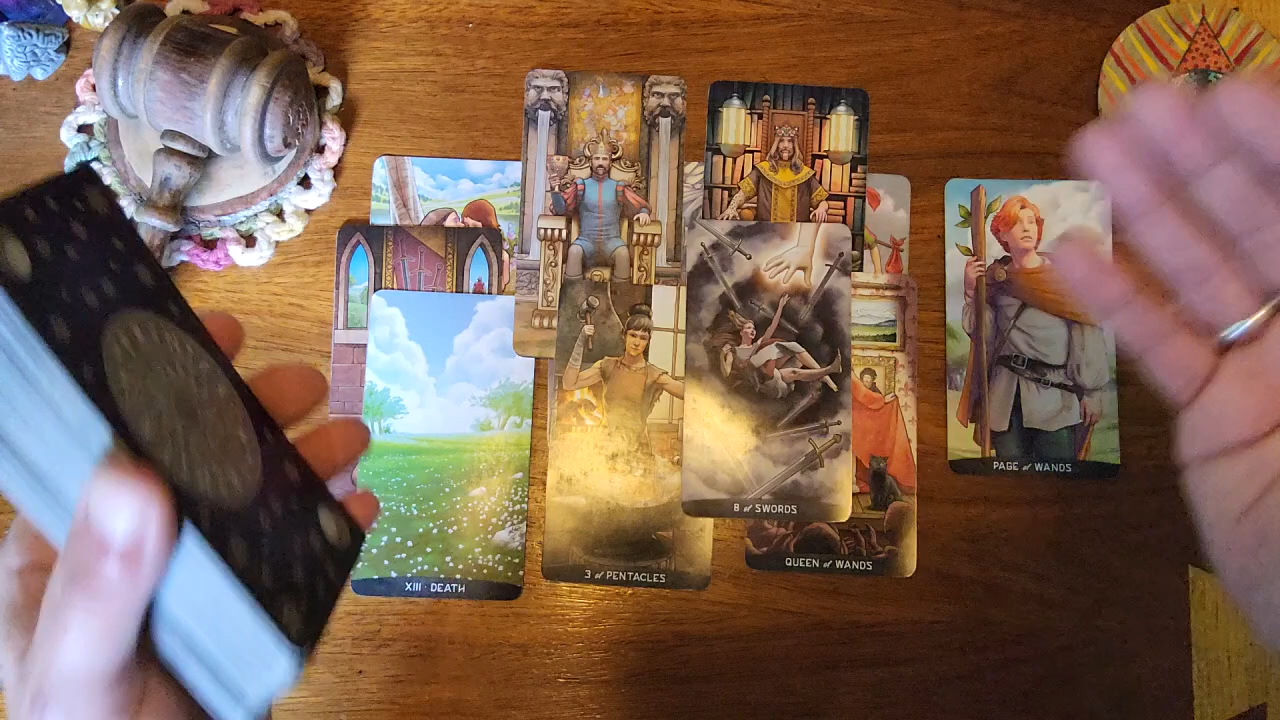 PAGE of WANDS
8 of SWORDS
QUEEN of WANDS
3 of PENTACLES
XIII · DEATH